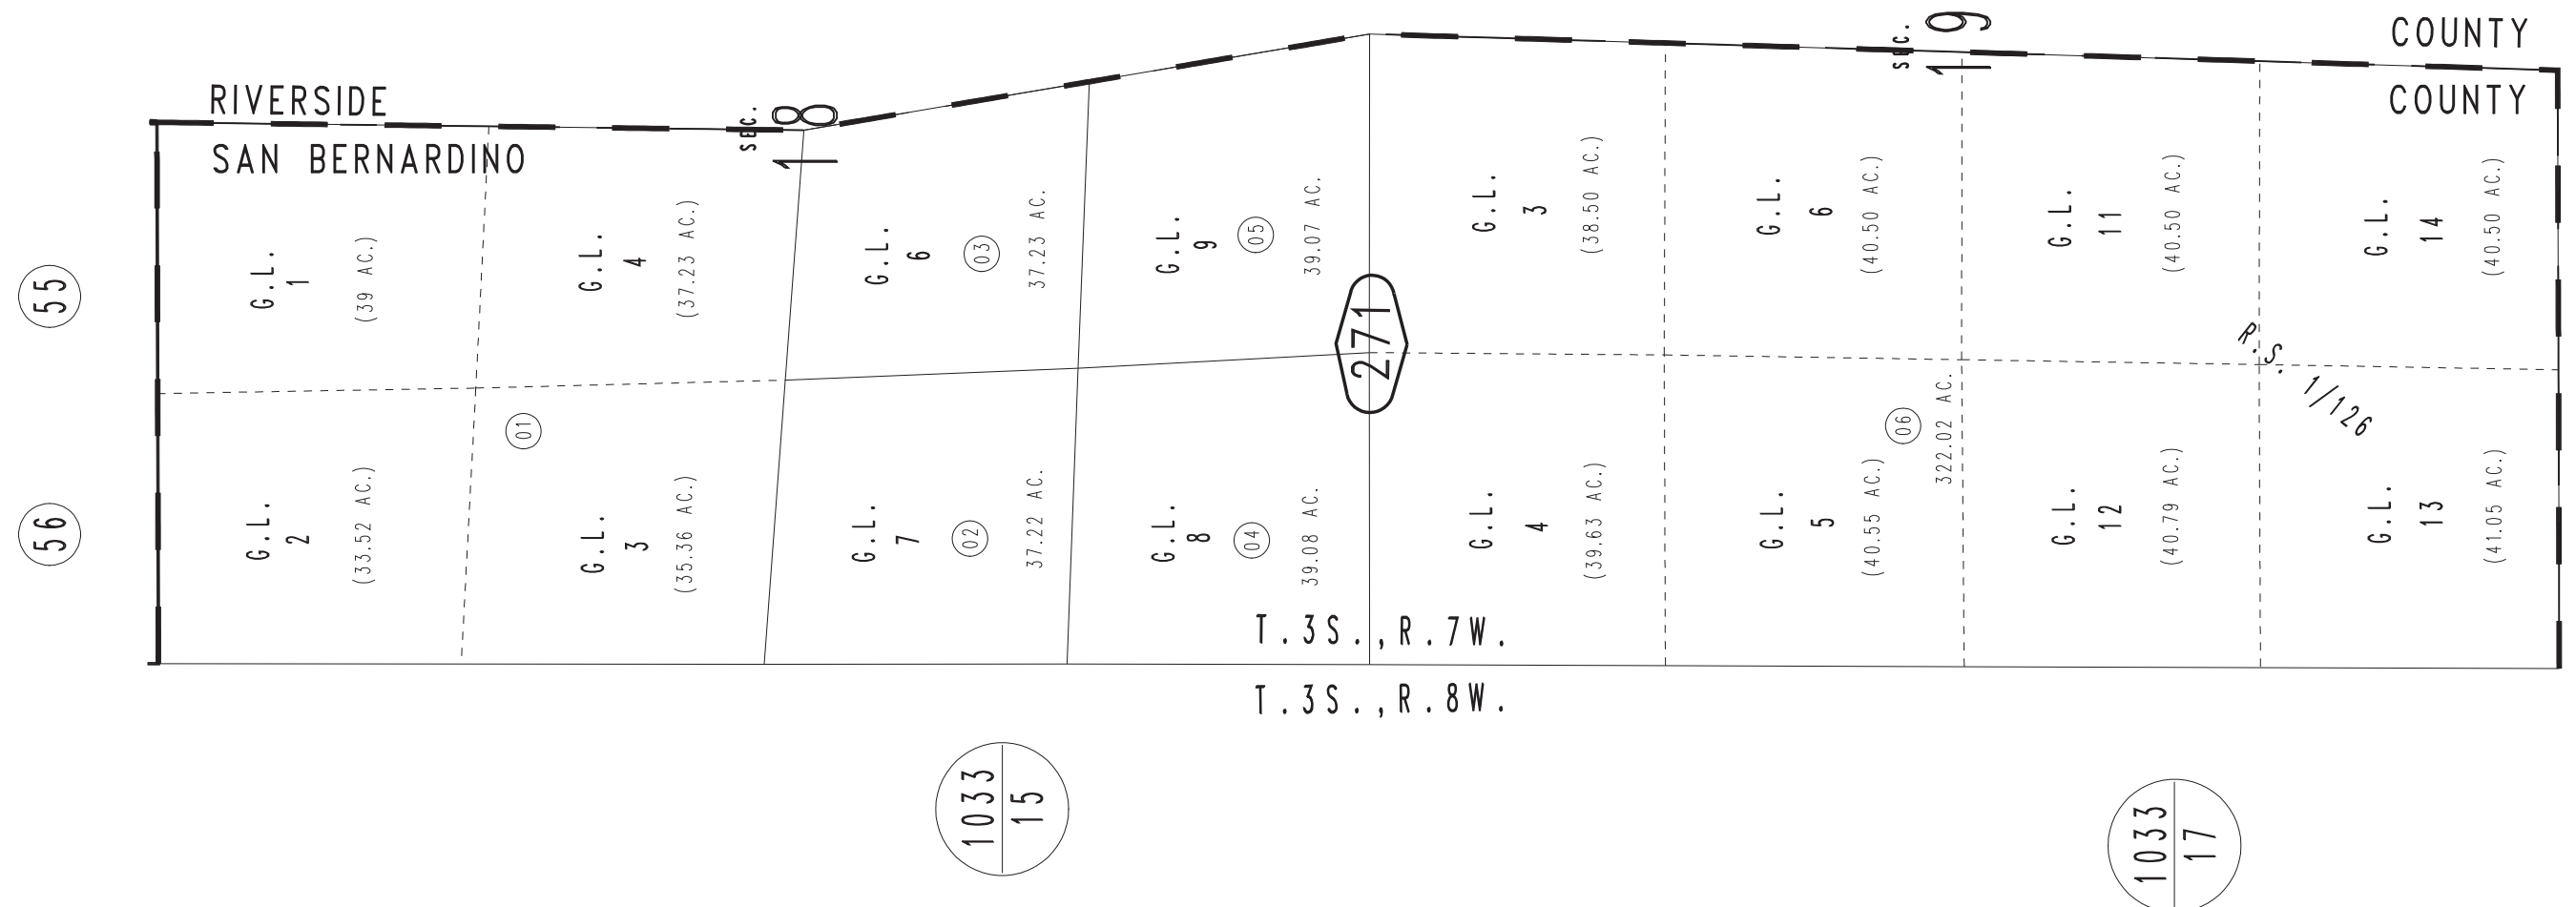 COUNTY
RIVERSIDE
COUNTY
SAN BERNARDINO
SEC.
18
SEC.
19
55
56
G.L.
1
(39 AC.)
G.L.
4
(37.23 AC.)
G.L.
6
03
37.23 AC.
G.L.
9
05
39.07 AC.
G.L.
3
(38.50 AC.)
G.L.
6
(40.50 AC.)
G.L.
11
(40.50 AC.)
G.L.
14
(40.50 AC.)
271
R.S. 1/126
01
06
322.02 AC.
G.L.
2
(33.52 AC.)
G.L.
3
(35.36 AC.)
G.L.
7
02
37.22 AC.
G.L.
8
04
39.08 AC.
G.L.
4
(39.63 AC.)
G.L.
5
(40.55 AC.)
G.L.
12
(40.79 AC.)
G.L.
13
(41.05 AC.)
T.3S.,R.7W.
T.3S.,R.8W.
1033
15
1033
17